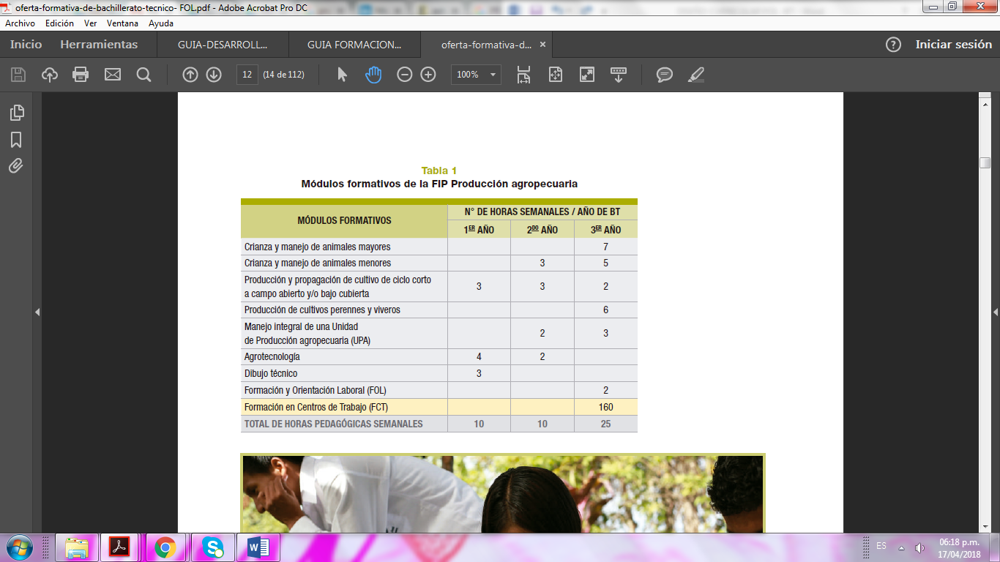 oferta-formativa-de-bachillerato-tecnico- FOL.pdf - Adobe Acrobat Pro DC
Archivo Edición Ver Ventana Ayuda
Inicio Herramientas GUIA-DESARROLL... GUIA FORMACION... oferta-formativa-d... × ? Iniciar sesión
12 (14 de 112) 100%
Tabla 1
Módulos formativos de la FIP Producción agropecuaria
MÓDULOS FORMATIVOS N° DE HORAS SEMANALES / AÑO DE BT
1ER AÑO 2DO AÑO 3ER AÑO
Crianza y manejo de animales mayores 7
Crianza y manejo de animales menores 3 5
Producción y propagación de cultivo de ciclo corto
a campo abierto y/o bajo cubierta 3 3 2
Producción de cultivos perennes y viveros 6
Manejo integral de una Unidad
de Producción agropecuaria (UPA) 2 3
Agrotecnología 4 2
Dibujo técnico 3
Formación y Orientación Laboral (FOL) 2
Formación en Centros de Trabajo (FCT) 160
TOTAL DE HORAS PEDAGÓGICAS SEMANALES 10 10 25
ES 06:18 p.m.
17/04/2018